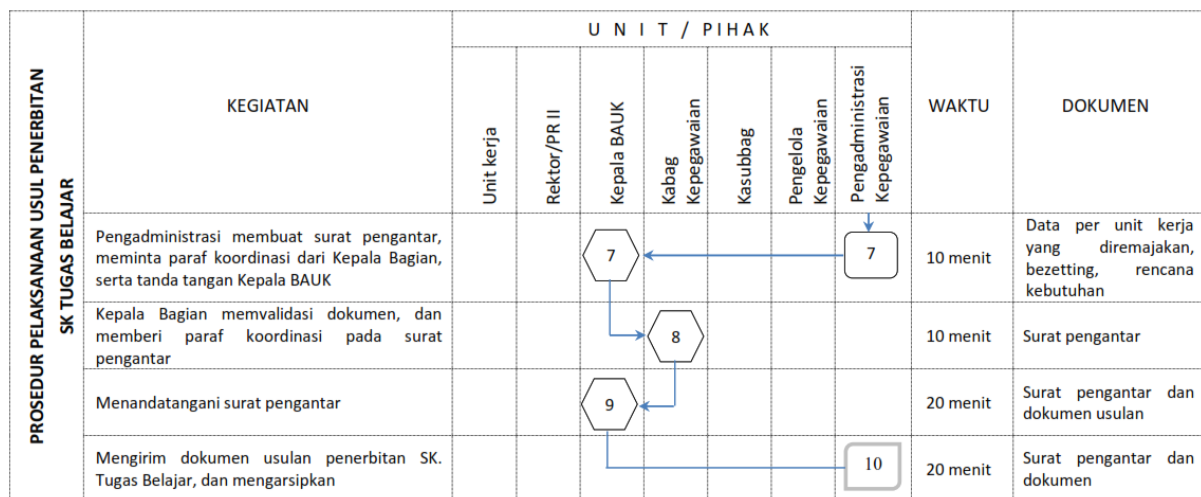 PROSEDUR PELAKSANAAN USUL PENERBITAN
SK TUGAS BELAJAR
KEGIATAN
U N I T / PIHAK
Unit kerja
Rektor/PR II
Kepala BAUK
Kabag
Kepegawaian
Kasubbag
Pengelola
Kepegawaian
Pengadministrasi
Kepegawaian
WAKTU
DOKUMEN
Pengadministrasi membuat surat pengantar,
meminta paraf koordinasi dari Kepala Bagian,
serta tanda tangan Kepala BAUK
7
7
10 menit
Data per unit kerja
yang diremajakan,
bezetting, rencana
kebutuhan
Kepala Bagian memvalidasi dokumen, dan
memberi paraf koordinasi pada surat
pengantar
8
10 menit
Surat pengantar
Menandatangani surat pengantar
9
20 menit
Surat pengantar dan
dokumen usulan
Mengirim dokumen usulan penerbitan SK.
Tugas Belajar, dan mengarsipkan
10
20 menit
Surat pengantar dan
dokumen